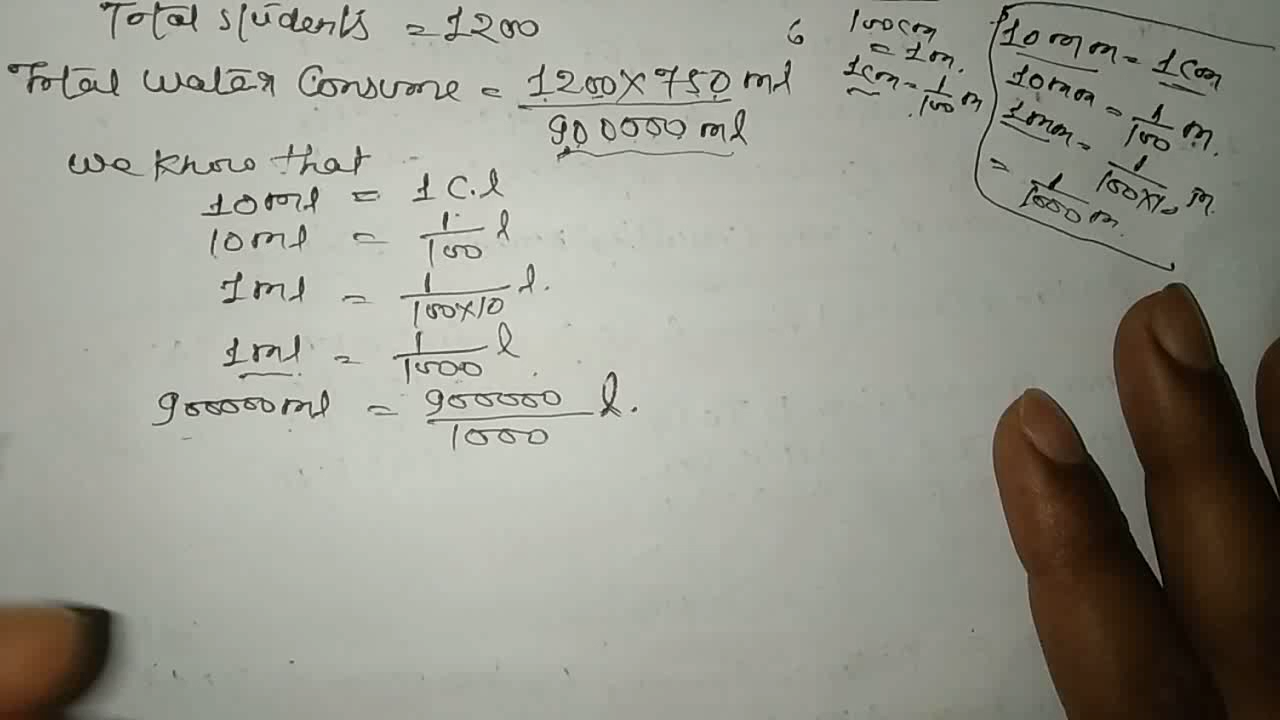 Total students = 1200
Total Water Consume = 1200×750 ml
900000 ml
We know that
10ml = 1 C.l
10ml = 1/100 l
1ml = 1/100×10 l.
1ml = 1/1000 l
900000ml = 900000/1000 l.
6
100cm
= 1m.
1cm = 1/100 m
10mm = 1cm
10mm = 1/100 m.
1mm = 1/100×10 m.
= 1/1000 m.